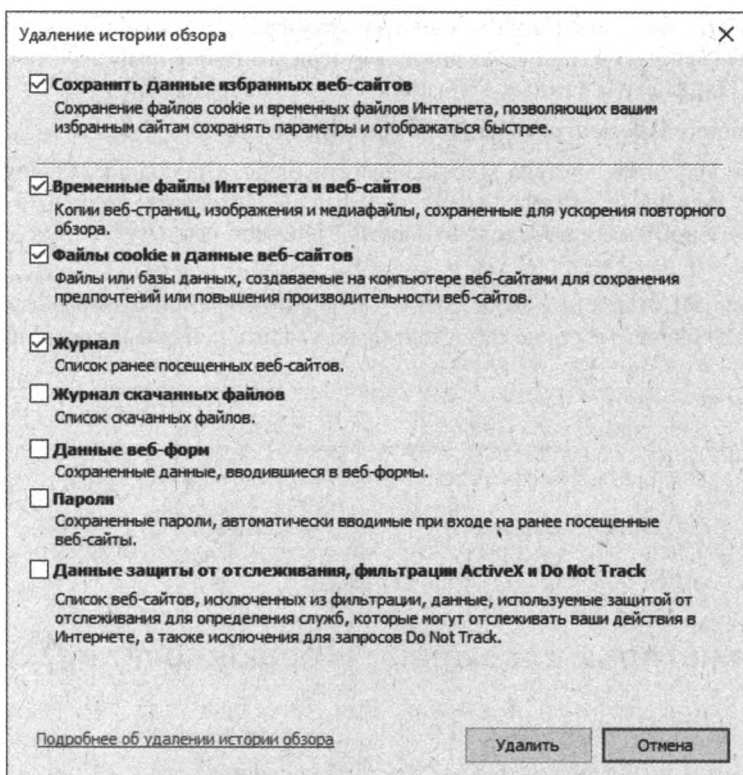 Удаление истории обзора
Сохранить данные избранных веб-сайтов
Сохранение файлов cookie и временных файлов Интернета, позволяющих вашим
избранным сайтам сохранять параметры и отображаться быстрее.
Временные файлы Интернета и веб-сайтов
Копии веб-страниц, изображения и медиафайлы, сохраненные для ускорения повторного
обзора.
Файлы cookie и данные веб-сайтов
Файлы или базы данных, создаваемые на компьютере веб-сайтами для сохранения
предпочтений или повышения производительности веб-сайтов.
Журнал
Список ранее посещенных веб-сайтов.
Журнал скачанных файлов
Список скачанных файлов.
Данные веб-форм
Сохраненные данные, вводившиеся в веб-формы.
Пароли
Сохраненные пароли, автоматически вводимые при входе на ранее посещенные
веб-сайты.
Данные защиты от отслеживания, фильтрации ActiveX и Do Not Track
Список веб-сайтов, исключенных из фильтрации, данные, используемые защитой от
отслеживания для определения служб, которые могут отслеживать ваши действия в
Интернете, а также исключения для запросов Do Not Track.
Подробнее об удалении истории обзора
Удалить
Отмена